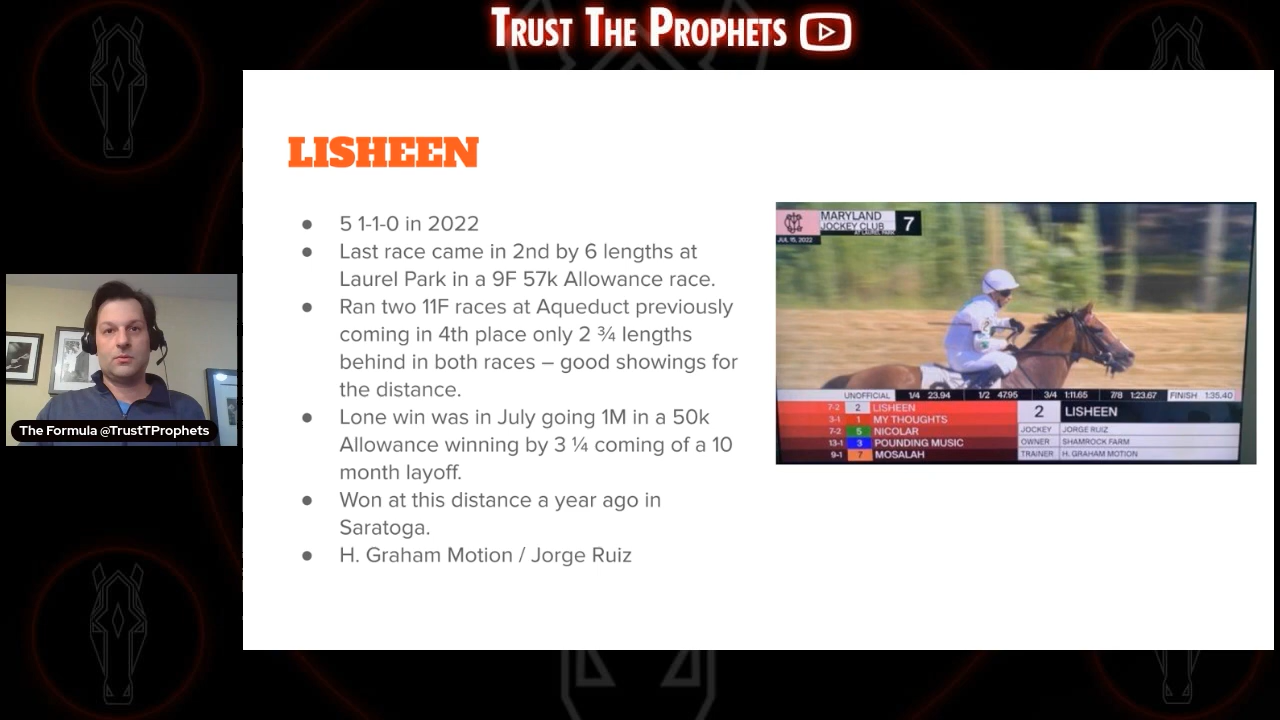 TRUST THE PROPHETS
LISHEEN
● 5 1-1-0 in 2022
● Last race came in 2nd by 6 lengths at
Laurel Park in a 9F 57k Allowance race.
● Ran two 11F races at Aqueduct previously
coming in 4th place only 2 ¾ lengths
behind in both races – good showings for
the distance.
● Lone win was in July going 1M in a 50k
Allowance winning by 3 ¼ coming of a 10
month layoff.
● Won at this distance a year ago in
Saratoga.
● H. Graham Motion / Jorge Ruiz
MARYLAND
JOCKEY CLUB
AT LAUREL PARK
7
JUL 15, 2022
UNOFFICIAL 1/4 23.94 1/2 47.95 3/4 1:11.65 7/8 1:23.67 FINISH 1:35.40
7-2 2 LISHEEN
3-1 1 MY THOUGHTS
7-2 5 NICOLAR
13-1 3 POUNDING MUSIC
9-1 7 MOSALAH
2 LISHEEN
JOCKEY JORGE RUIZ
OWNER SHAMROCK FARM
TRAINER H. GRAHAM MOTION
The Formula @TrustTProphets